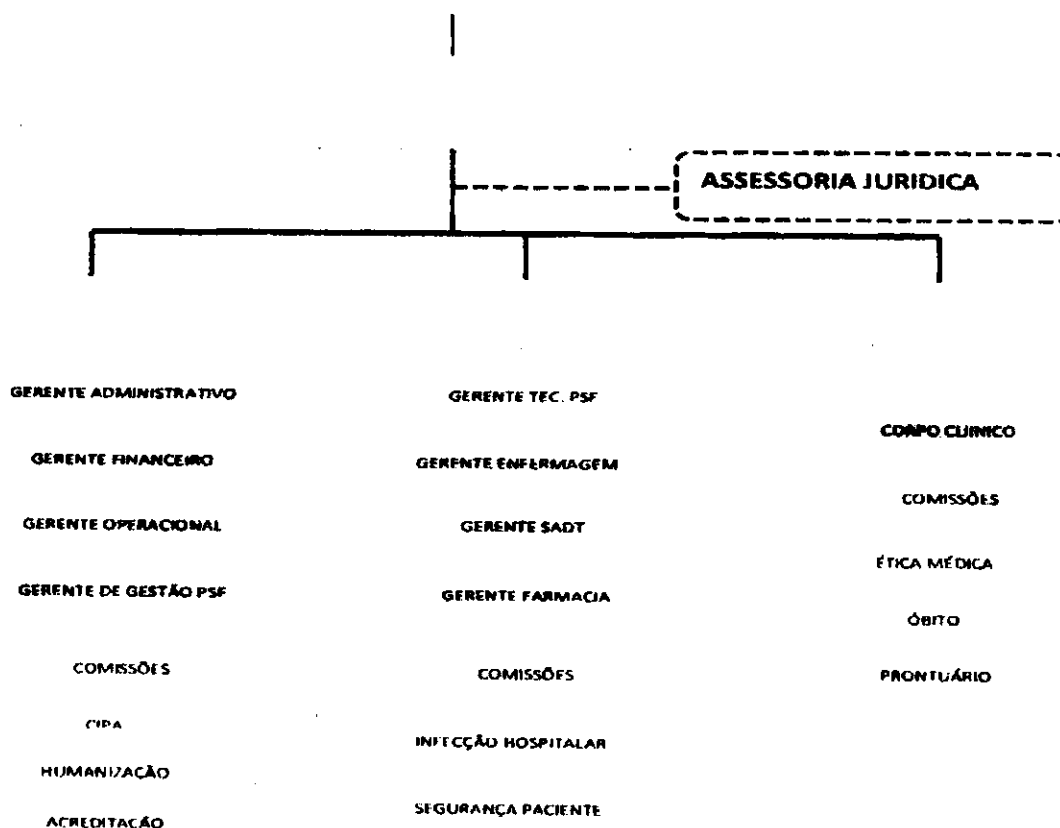 ASSESSORIA JURIDICA
GERENTE ADMINISTRATIVO
GERENTE FINANCEIRO
GERENTE OPERACIONAL
GERENTE DE GESTÃO PSF
COMISSÕES
CIPA
HUMANIZAÇÃO
ACREDITAÇÃO
GERENTE TEC. PSF
GERENTE ENFERMAGEM
GERENTE SADT
GERENTE FARMACIA
COMISSÕES
INFECÇÃO HOSPITALAR
SEGURANÇA PACIENTE
CORPO CLINICO
COMISSÕES
ÉTICA MÉDICA
ÓBITO
PRONTUÁRIO